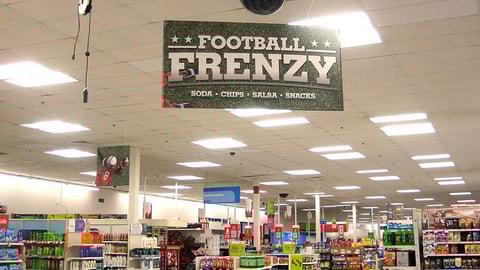 FOOTBALL
FRENZY
SODA • CHIPS • SALSA • SNACKS